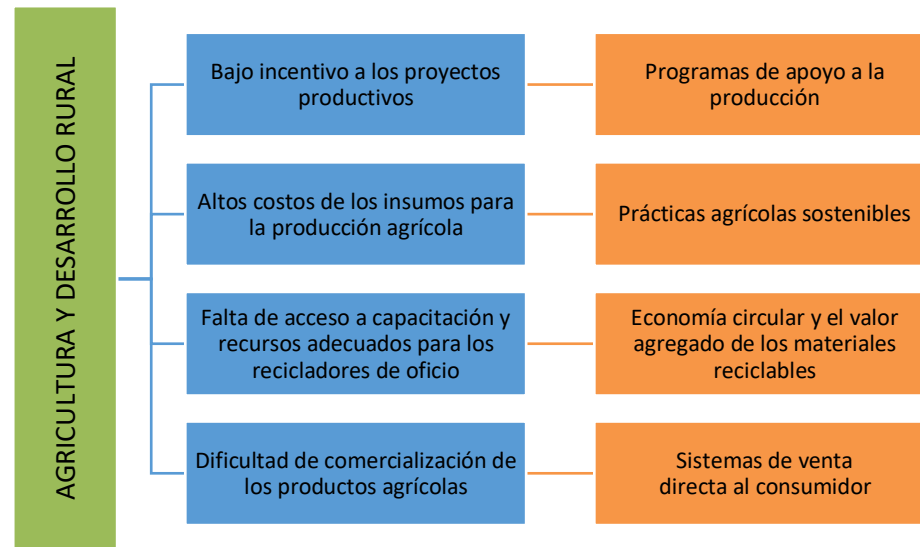 AGRICULTURA Y DESARROLLO RURAL
Bajo incentivo a los proyectos
productivos
Programas de apoyo a la
producción
Altos costos de los insumos para
la producción agrícola
Prácticas agrícolas sostenibles
Falta de acceso a capacitación y
recursos adecuados para los
recicladores de oficio
Economía circular y el valor
agregado de los materiales
reciclables
Dificultad de comercialización de
los productos agrícolas
Sistemas de venta
directa al consumidor